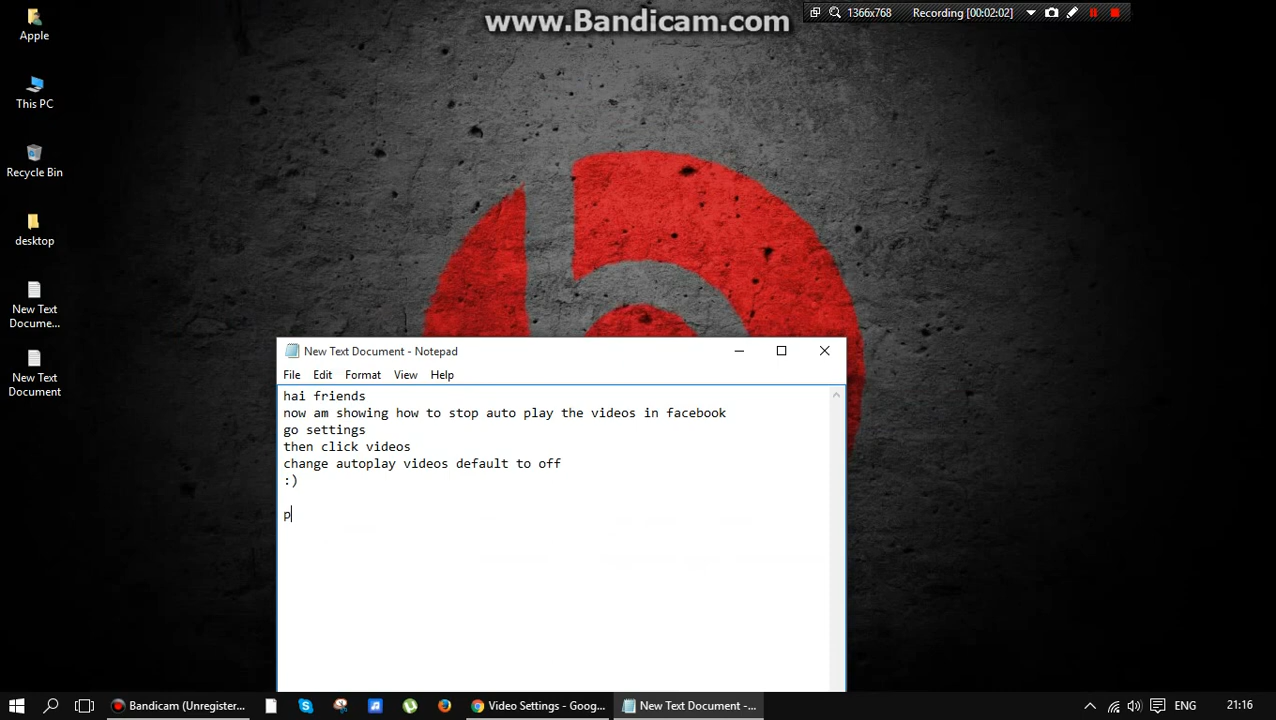 www.Bandicam.com
1366x768
Recording [00:02:02]
Apple
This PC
Recycle Bin
desktop
New Text
Docume...
New Text
Document
New Text Document - Notepad
File Edit Format View Help
hai friends
now am showing how to stop auto play the videos in facebook
go settings
then click videos
change autoplay videos default to off
:)
p
Bandicam (Unregister...
Video Settings - Goog...
New Text Document -...
ENG
21:16